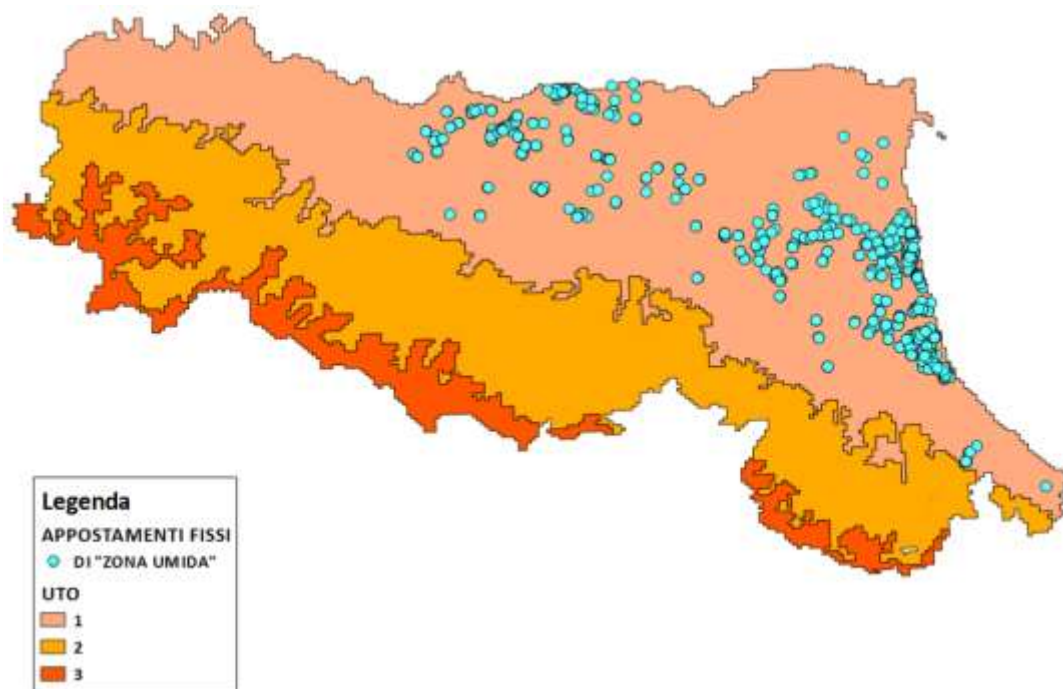 Legenda
APPOSTAMENTI FISSI
DI "ZONA UMIDA"
UTO
1
2
3